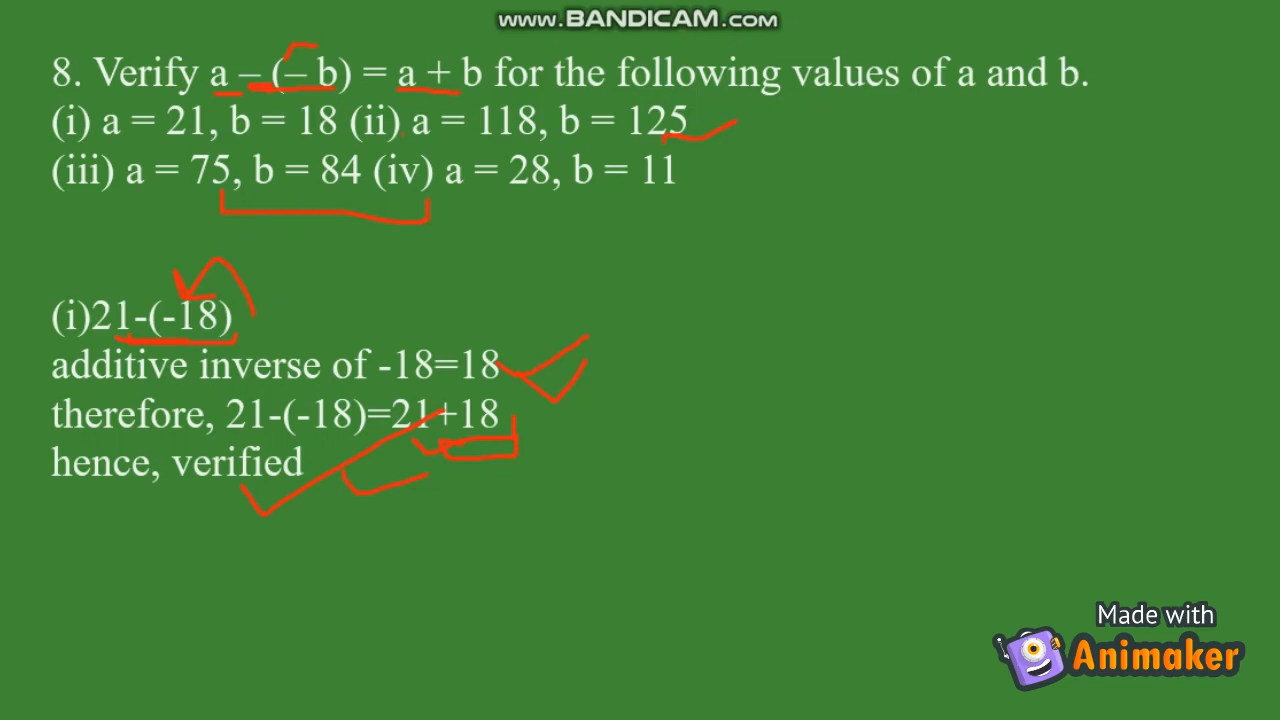 www.BANDICAM.com
8. Verify a – (– b) = a + b for the following values of a and b.
(i) a = 21, b = 18 (ii) a = 118, b = 125
(iii) a = 75, b = 84 (iv) a = 28, b = 11
(i)21-(-18)
additive inverse of -18=18
therefore, 21-(-18)=21+18
hence, verified
Made with
Animaker